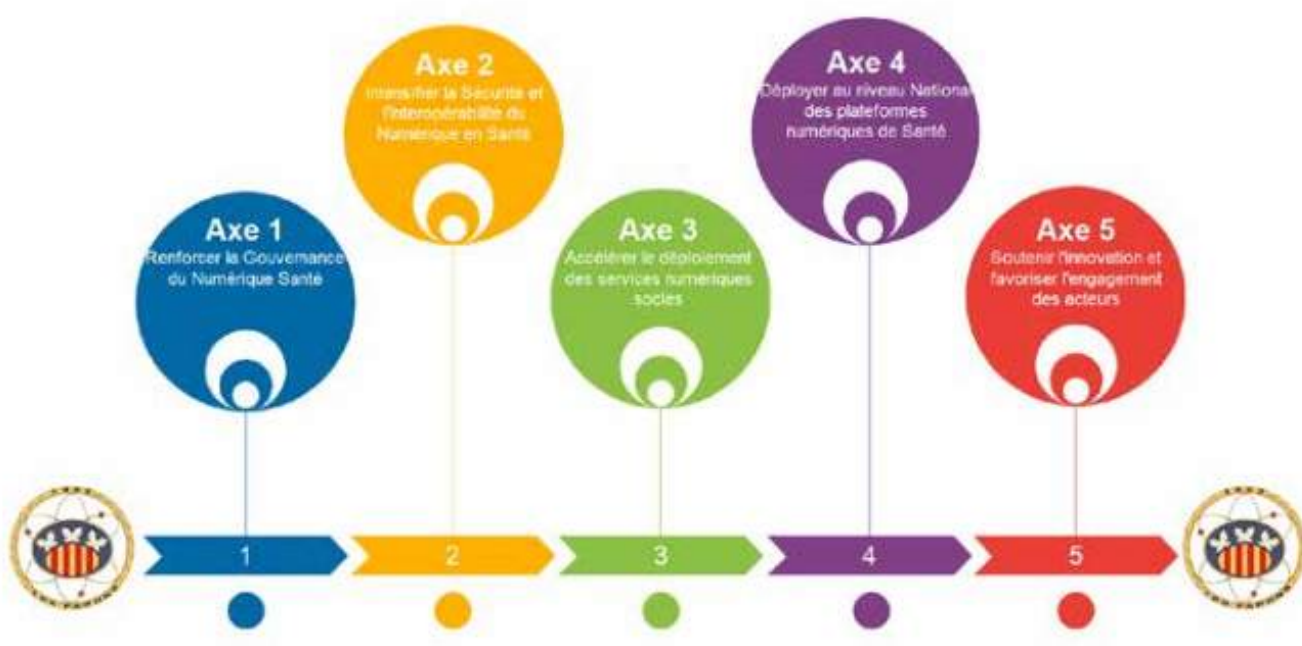 Axe 1
Renforcer la Gouvernance
du Numérique Santé
Axe 2
Intensifier la Sécurité et
l'Interopérabilité du
Numérique en Santé
Axe 3
Accélérer le déploiement
des services numériques
socles
Axe 4
Déployer au niveau National
des plateformes
numériques de Santé
Axe 5
Soutenir l'innovation et
favoriser l'engagement
des acteurs
1
2
3
4
5